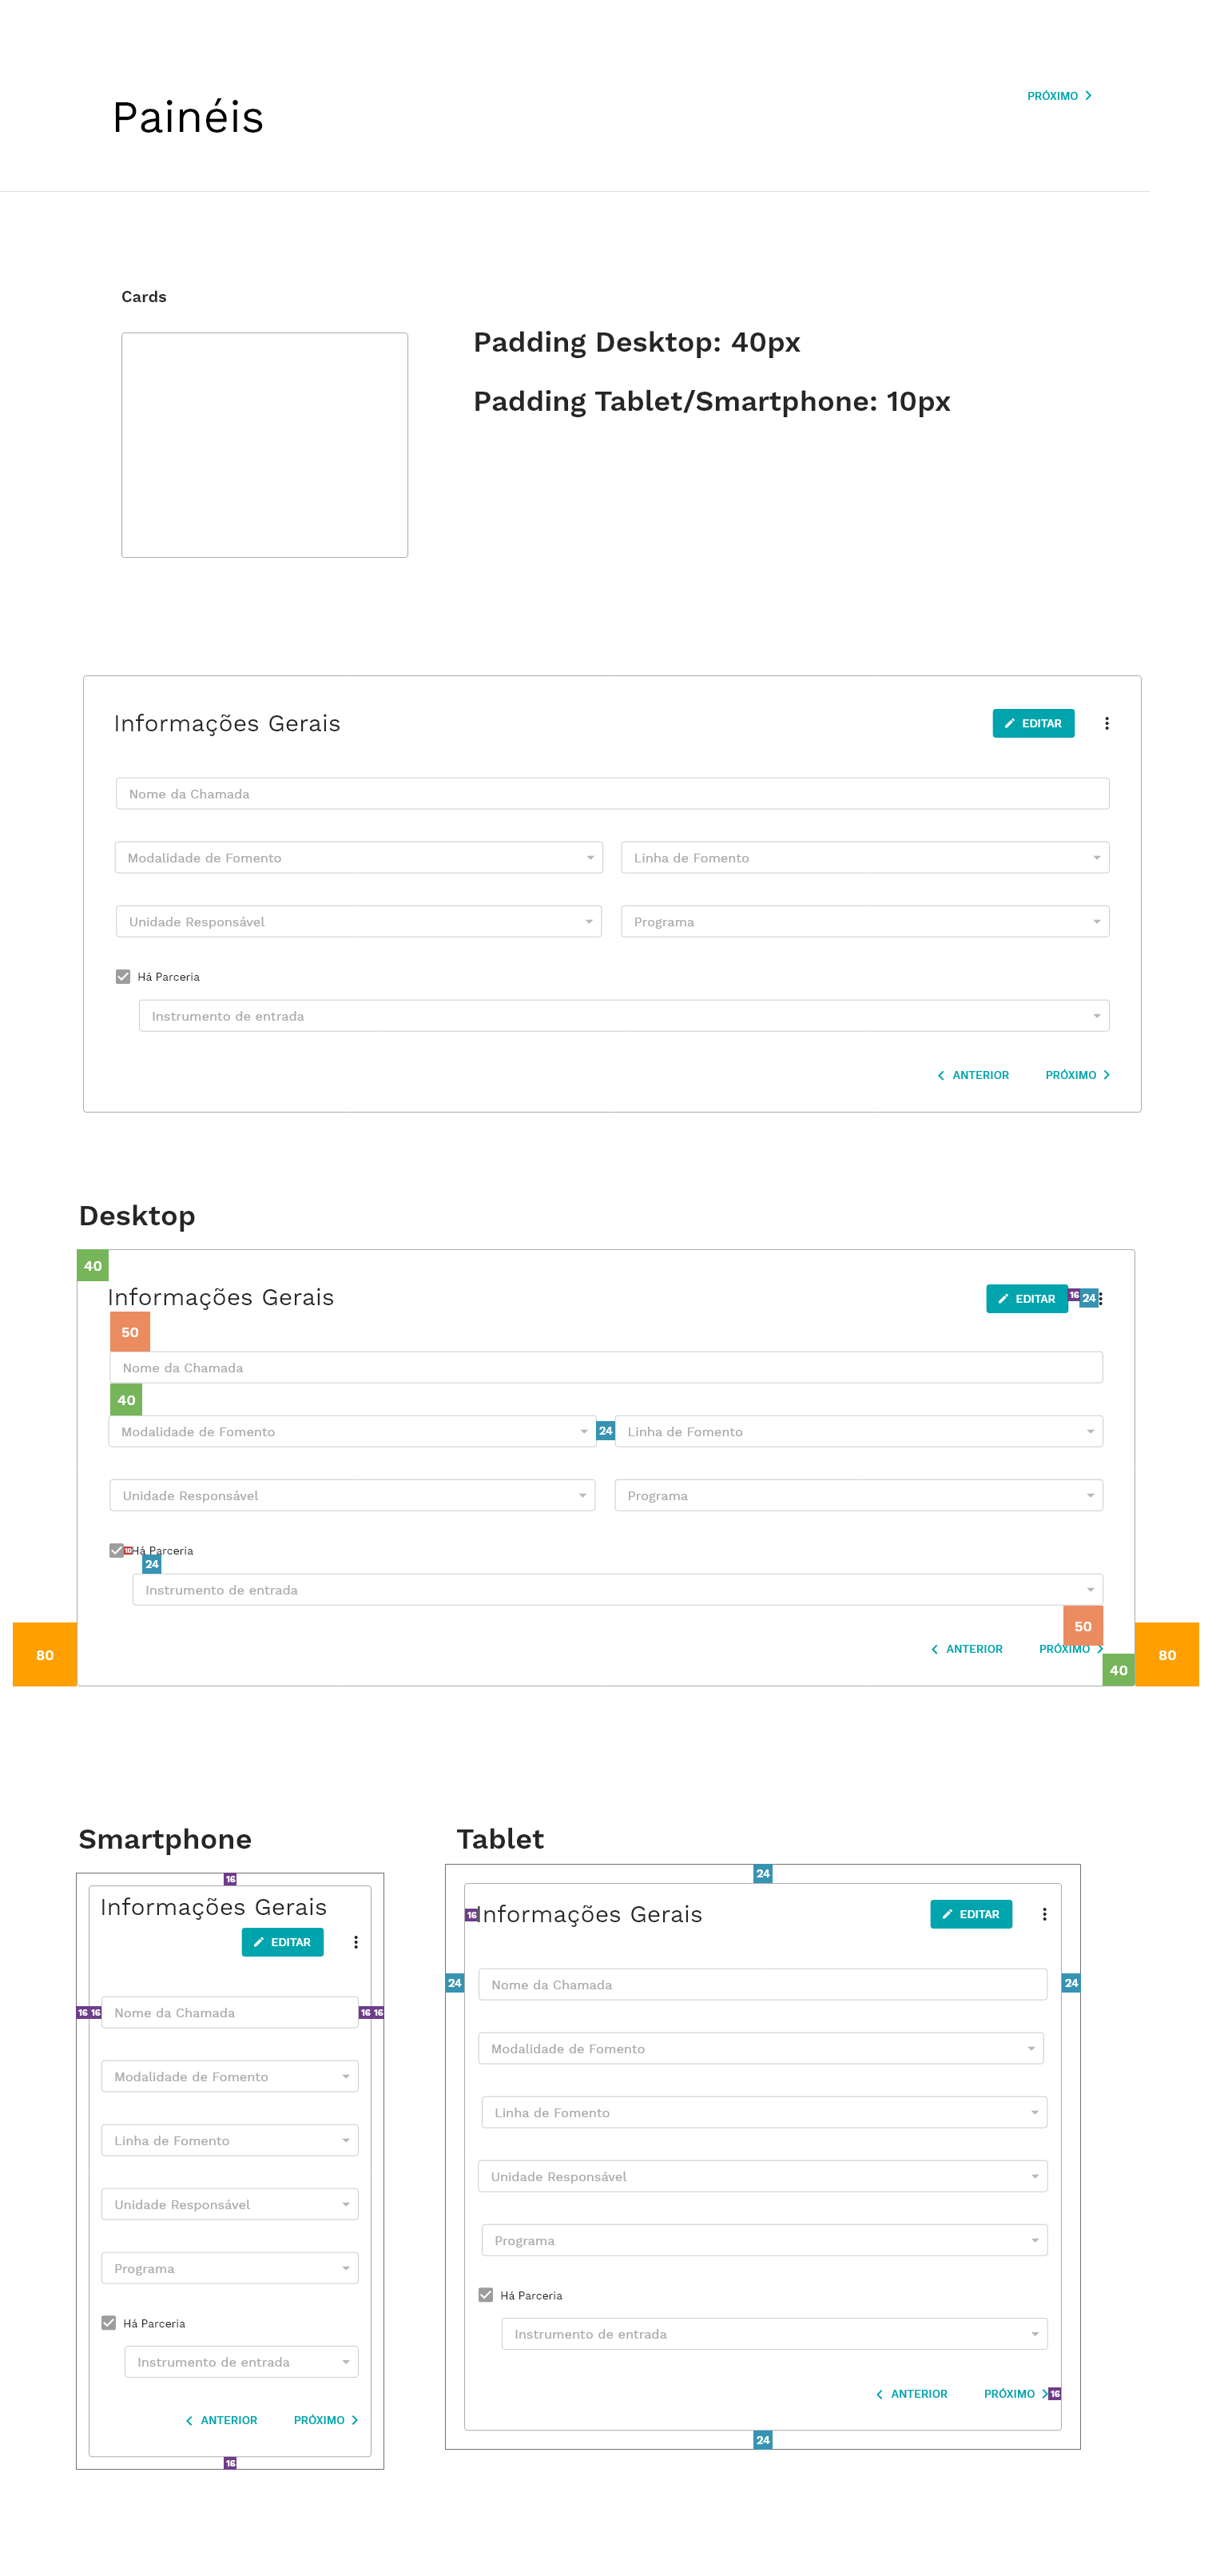 PRÓXIMO
Painéis
Cards
Padding Desktop: 40px
Padding Tablet/Smartphone: 10px
Informações Gerais
EDITAR
Nome da Chamada
Modalidade de Fomento
Linha de Fomento
Unidade Responsável
Programa
Há Parceria
Instrumento de entrada
ANTERIOR
PRÓXIMO
Desktop
40
Informações Gerais
EDITAR
16
24
50
Nome da Chamada
40
Modalidade de Fomento
24
Linha de Fomento
Unidade Responsável
Programa
10
Há Parceria
24
Instrumento de entrada
50
80
ANTERIOR
PRÓXIMO
40
80
Smartphone
16
Informações Gerais
EDITAR
16 16
Nome da Chamada
16 16
Modalidade de Fomento
Linha de Fomento
Unidade Responsável
Programa
Há Parceria
Instrumento de entrada
ANTERIOR
PRÓXIMO
16
Tablet
24
16
Informações Gerais
EDITAR
24
Nome da Chamada
24
Modalidade de Fomento
Linha de Fomento
Unidade Responsável
Programa
Há Parceria
Instrumento de entrada
ANTERIOR
PRÓXIMO
16
24